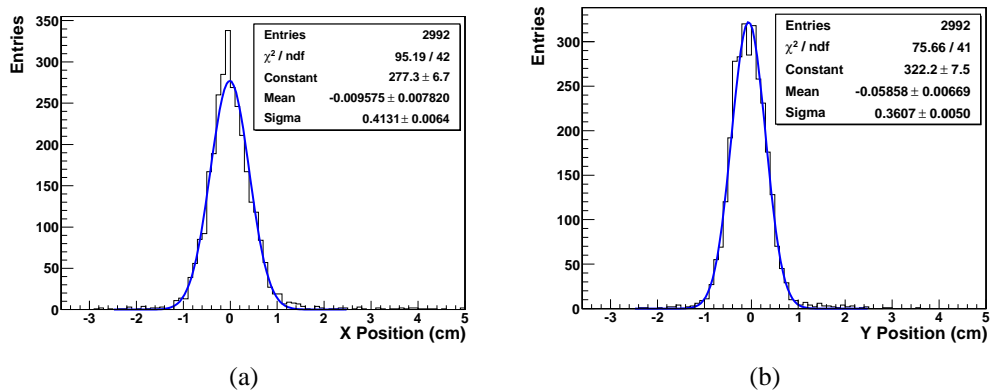 Entries 2992
χ² / ndf 95.19 / 42
Constant 277.3 ± 6.7
Mean -0.009575 ± 0.007820
Sigma 0.4131 ± 0.0064
Entries
350
300
250
200
150
100
50
0
-3 -2 -1 0 1 2 3 4 5
X Position (cm)
(a)
Entries 2992
χ² / ndf 75.66 / 41
Constant 322.2 ± 7.5
Mean -0.05858 ± 0.00669
Sigma 0.3607 ± 0.0050
Entries
300
250
200
150
100
50
0
-3 -2 -1 0 1 2 3 4 5
Y Position (cm)
(b)